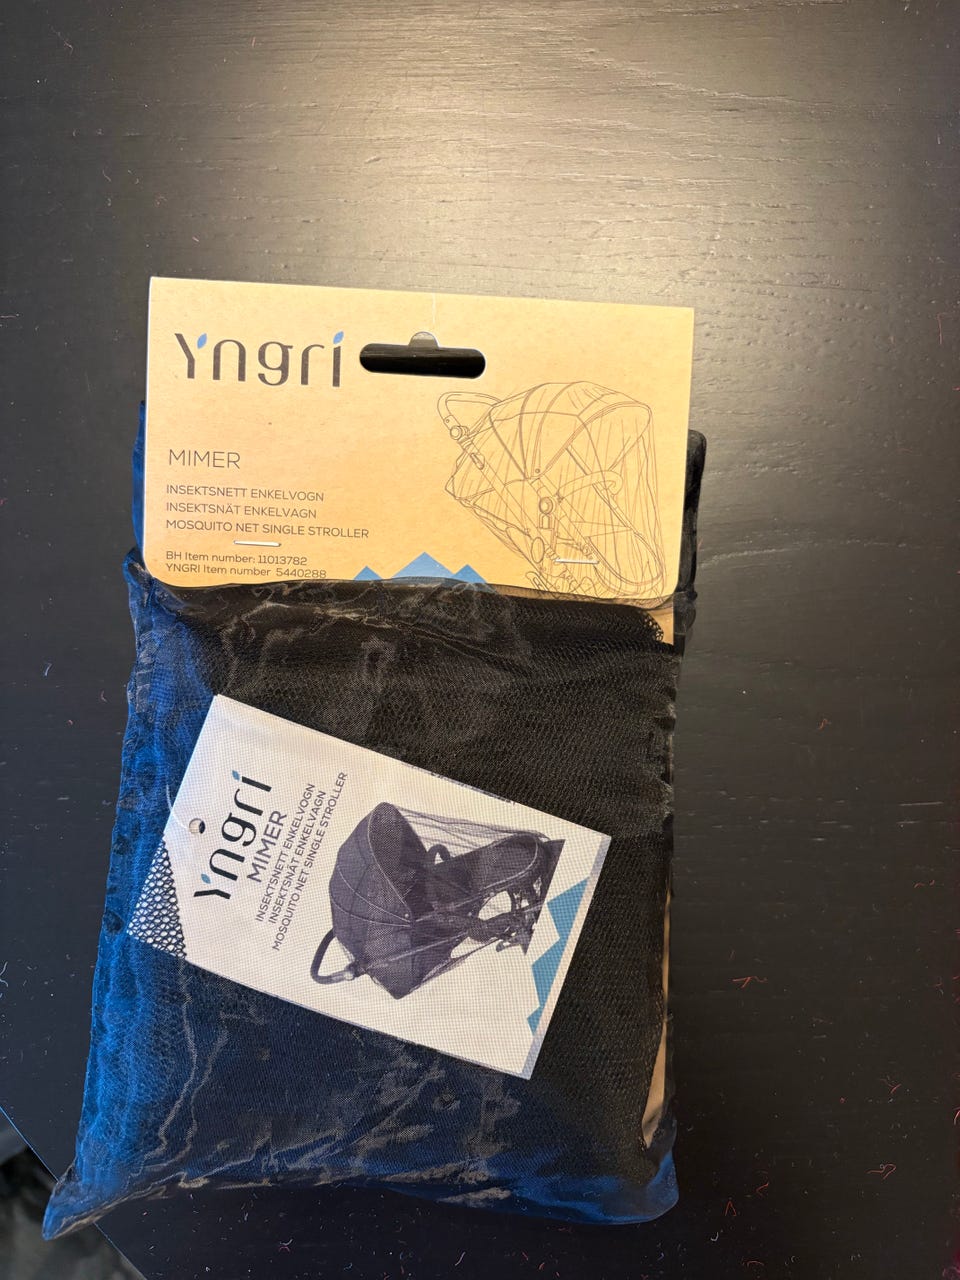 Yngri
MIMER
INSEKTSNETT ENKELVOGN
INSEKTSNÄT ENKELVAGN
MOSQUITO NET SINGLE STROLLER
BH Item number: 11013782
YNGRI Item number 5440288
Yngri
MIMER
INSEKTSNETT ENKELVOGN
INSEKTSNÄT ENKELVAGN
MOSQUITO NET SINGLE STROLLER